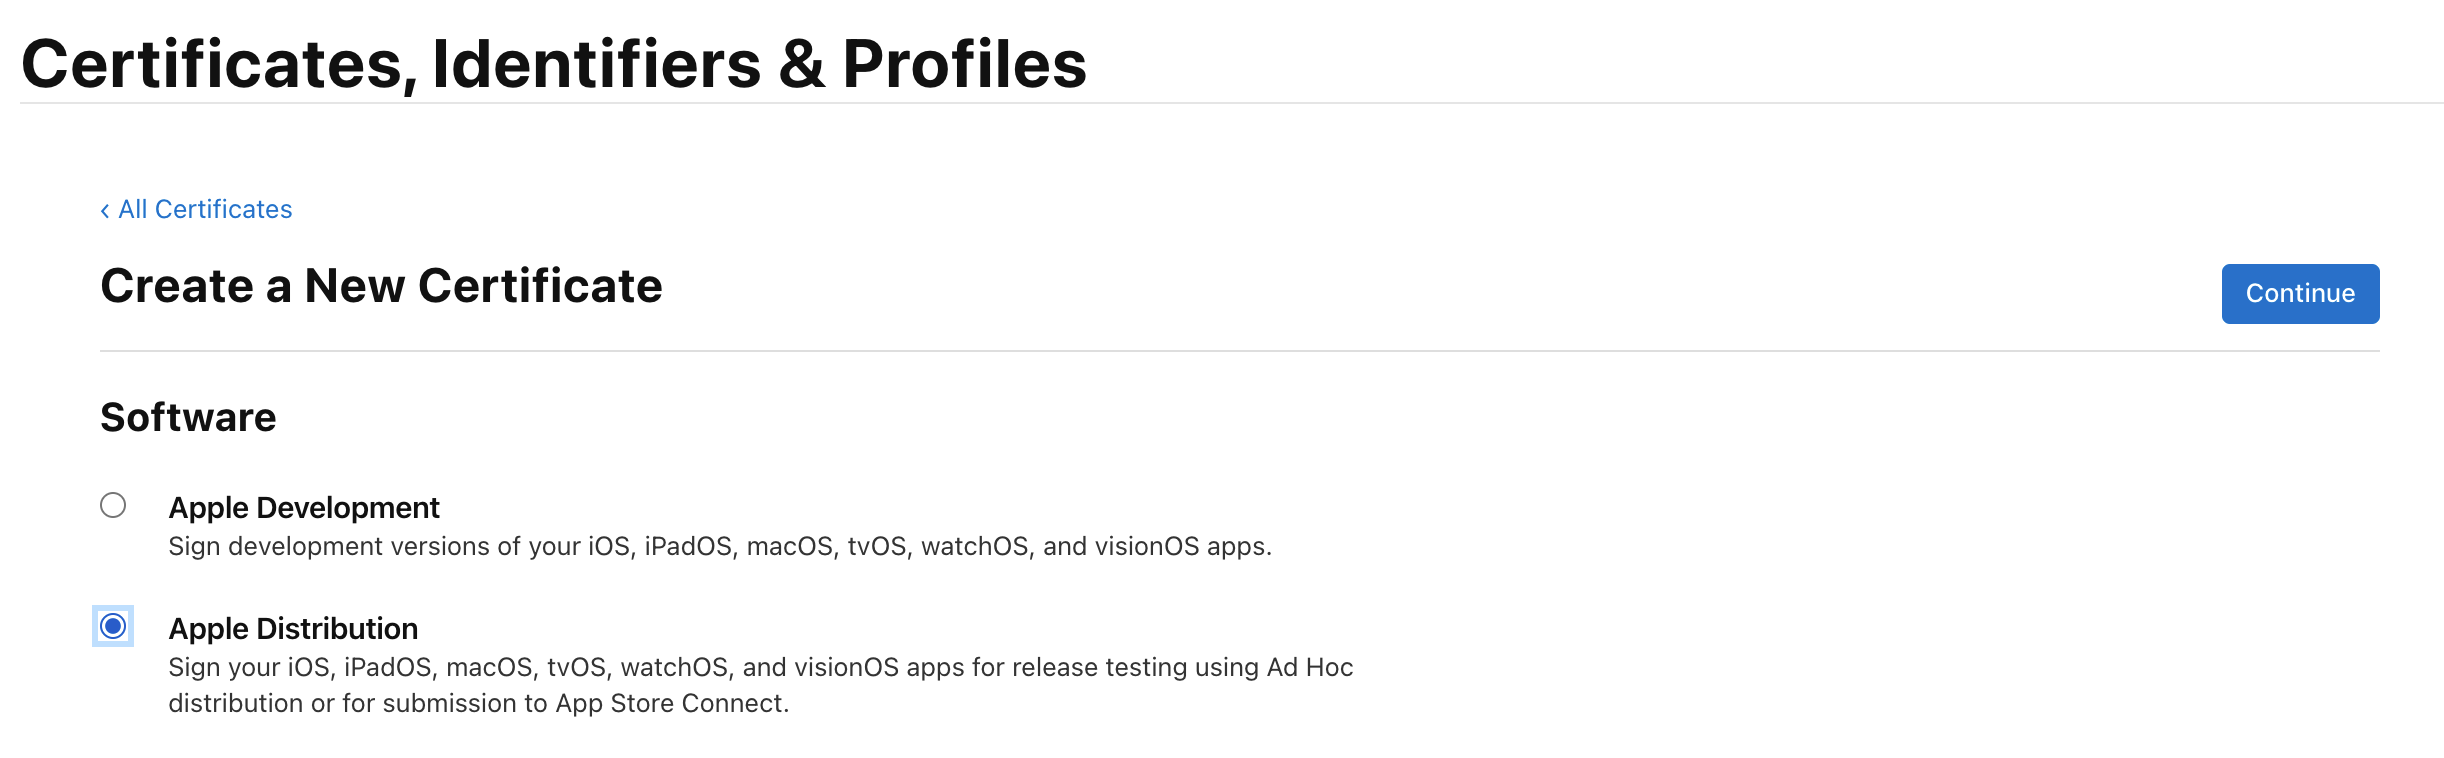 Certificates, Identifiers & Profiles
‹ All Certificates
Create a New Certificate
Continue
Software
Apple Development
Sign development versions of your iOS, iPadOS, macOS, tvOS, watchOS, and visionOS apps.
Apple Distribution
Sign your iOS, iPadOS, macOS, tvOS, watchOS, and visionOS apps for release testing using Ad Hoc
distribution or for submission to App Store Connect.